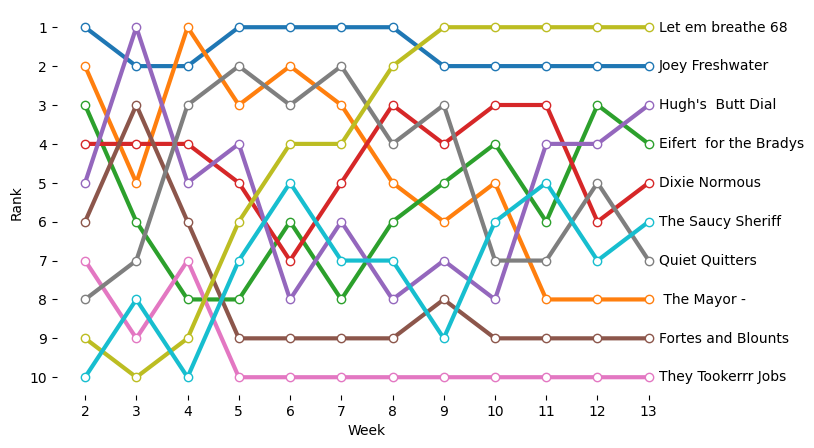 1 Let em breathe 68
2 Joey Freshwater
3 Hugh's  Butt Dial
4 Eifert  for the Bradys
5 Dixie Normous
6 The Saucy Sheriff
7 Quiet Quitters
8 The Mayor -
9 Fortes and Blounts
10 They Tookerrr Jobs
Rank
2 3 4 5 6 7 8 9 10 11 12 13
Week